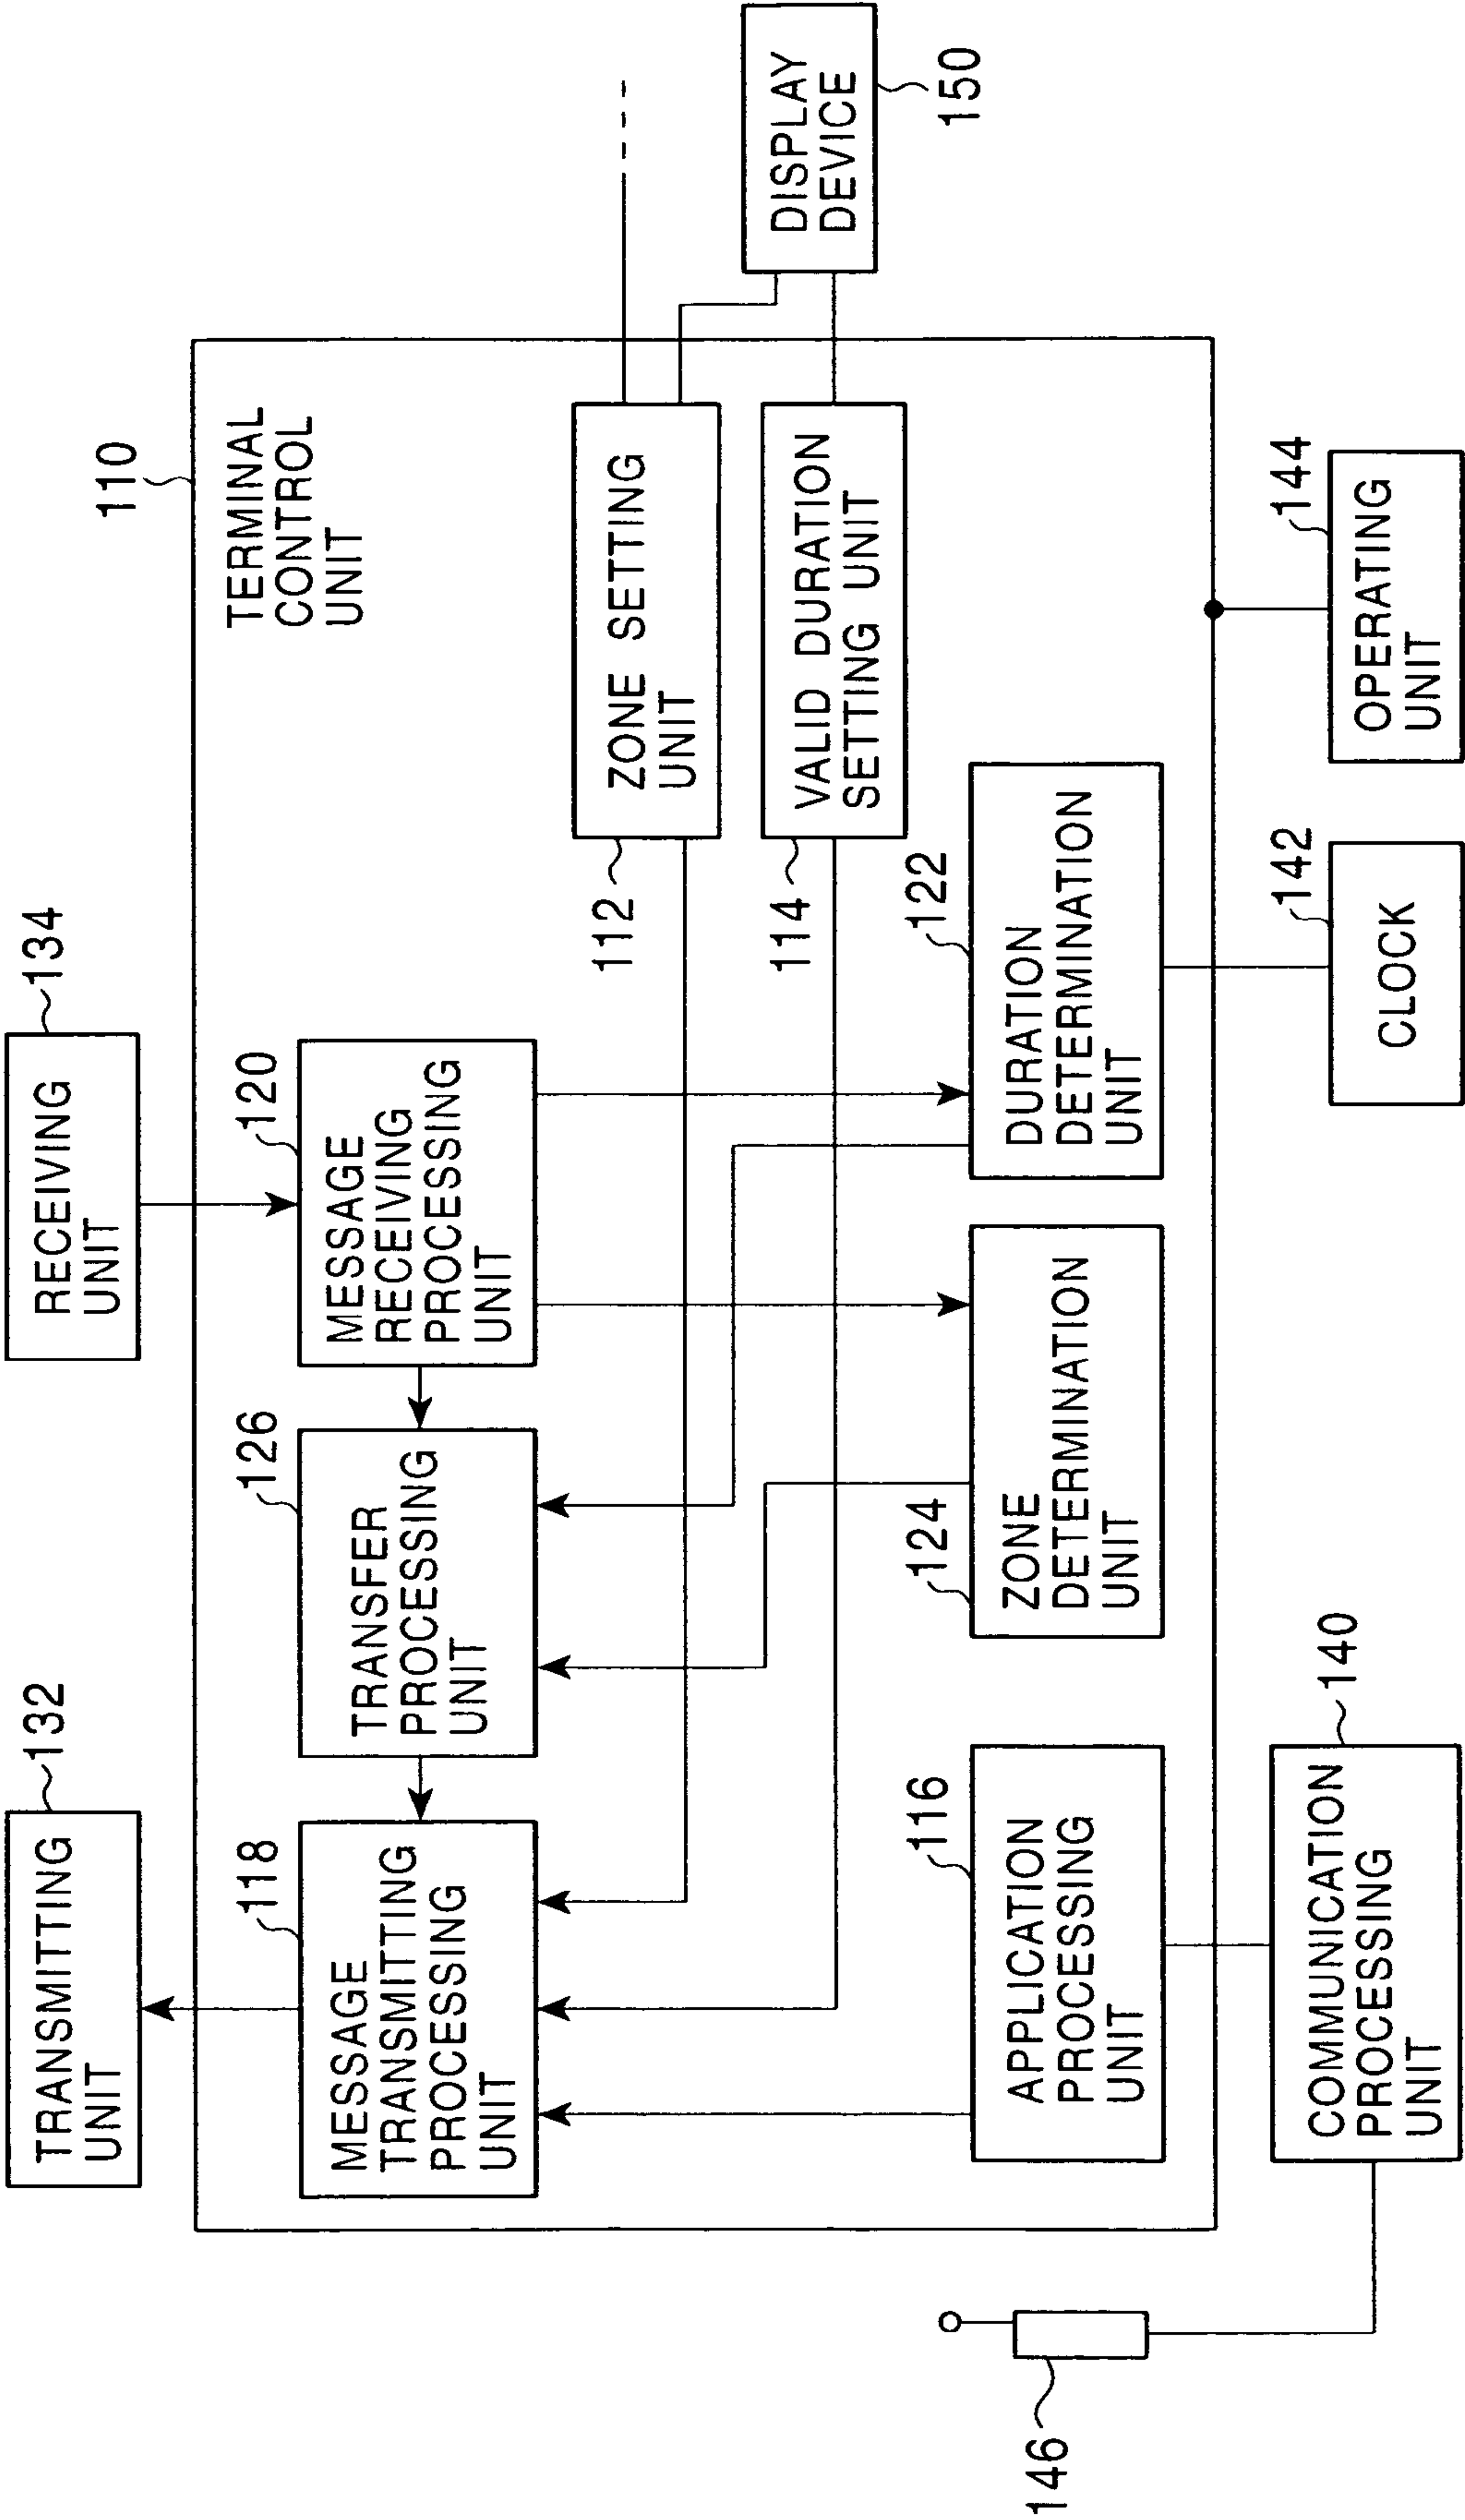 132
TRANSMITTING
UNIT
134
RECEIVING
UNIT
110
TERMINAL
CONTROL
UNIT
118
MESSAGE
TRANSMITTING
PROCESSING
UNIT
126
TRANSFER
PROCESSING
UNIT
120
MESSAGE
RECEIVING
PROCESSING
UNIT
112
ZONE SETTING
UNIT
114
VALID DURATION
SETTING UNIT
DISPLAY
DEVICE
150
116
APPLICATION
PROCESSING
UNIT
124
ZONE
DETERMINATION
UNIT
122
DURATION
DETERMINATION
UNIT
146
140
COMMUNICATION
PROCESSING
UNIT
142
CLOCK
144
OPERATING
UNIT